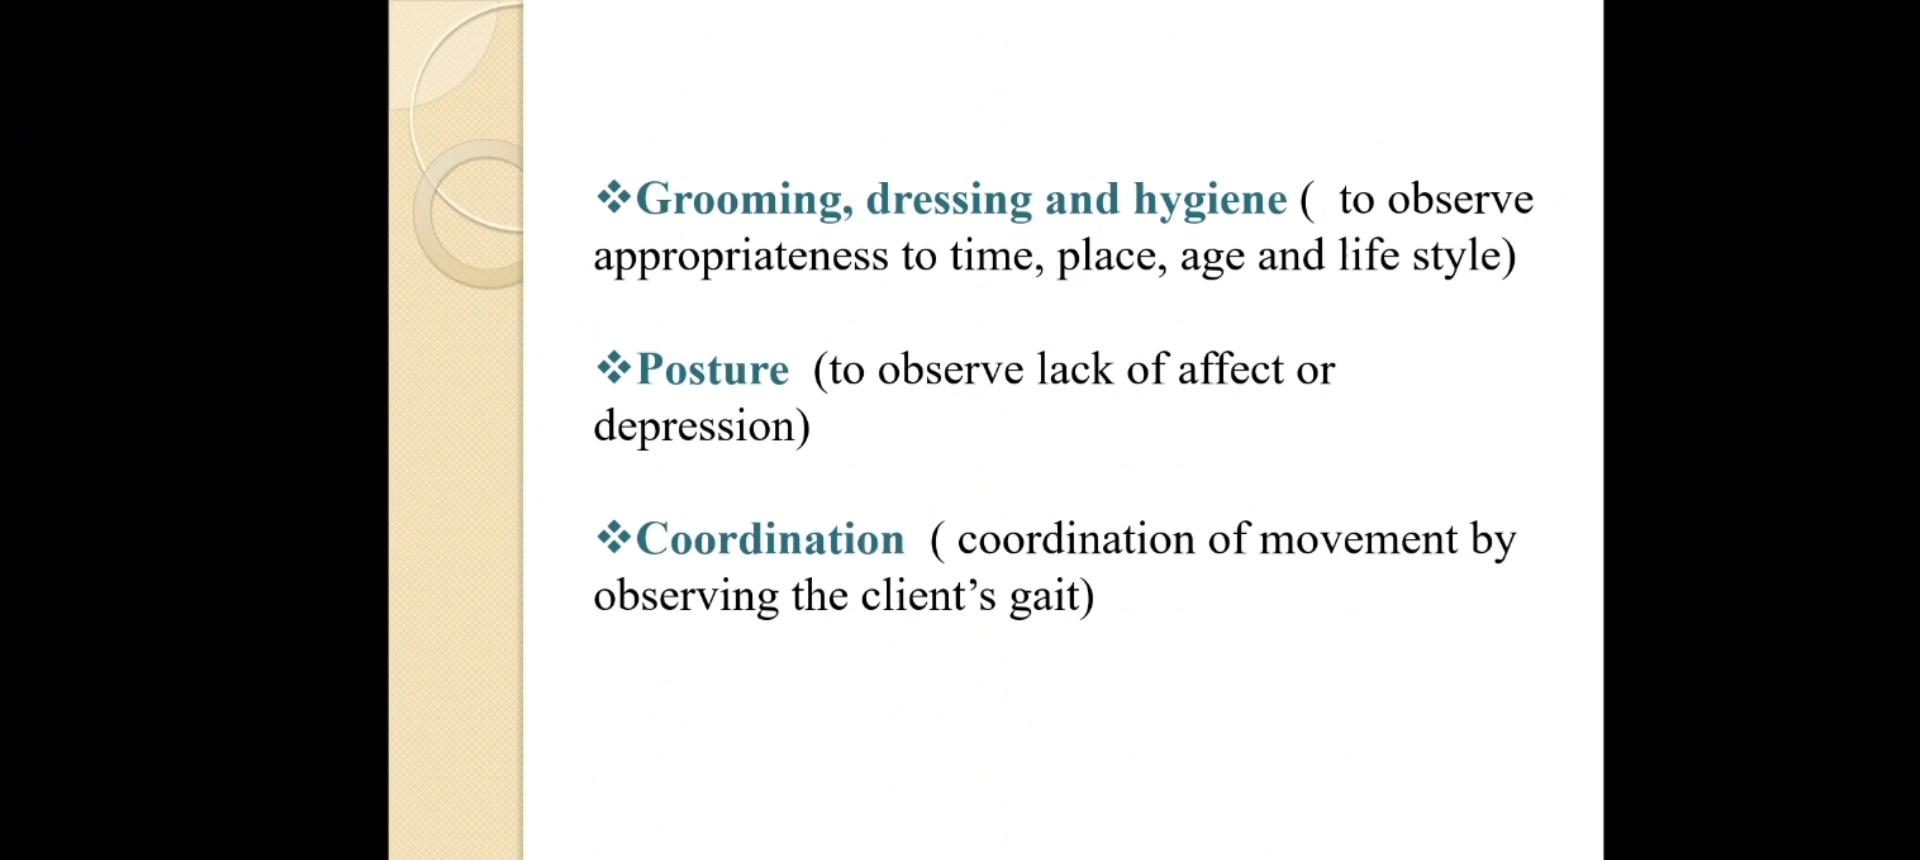 ❖Grooming, dressing and hygiene ( to observe
appropriateness to time, place, age and life style)
❖Posture (to observe lack of affect or
depression)
❖Coordination ( coordination of movement by
observing the client’s gait)